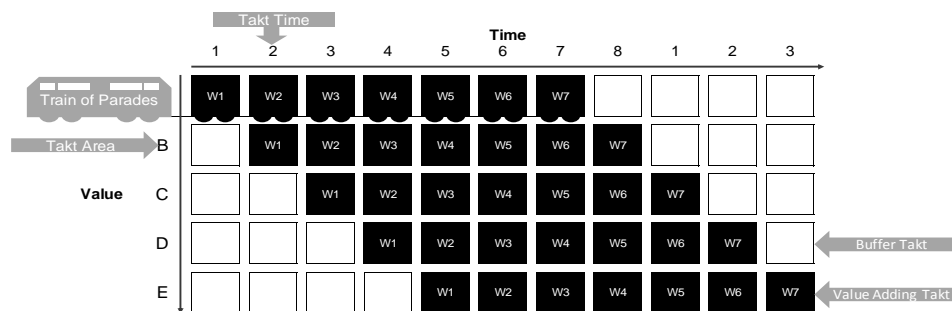 Takt Time
Time
1 2 3 4 5 6 7 8 1 2 3
Train of Parades
W1 W2 W3 W4 W5 W6 W7
Takt Area
B
W1 W2 W3 W4 W5 W6 W7
Value
C
W1 W2 W3 W4 W5 W6 W7
D
W1 W2 W3 W4 W5 W6 W7
Buffer Takt
E
W1 W2 W3 W4 W5 W6 W7
Value Adding Takt